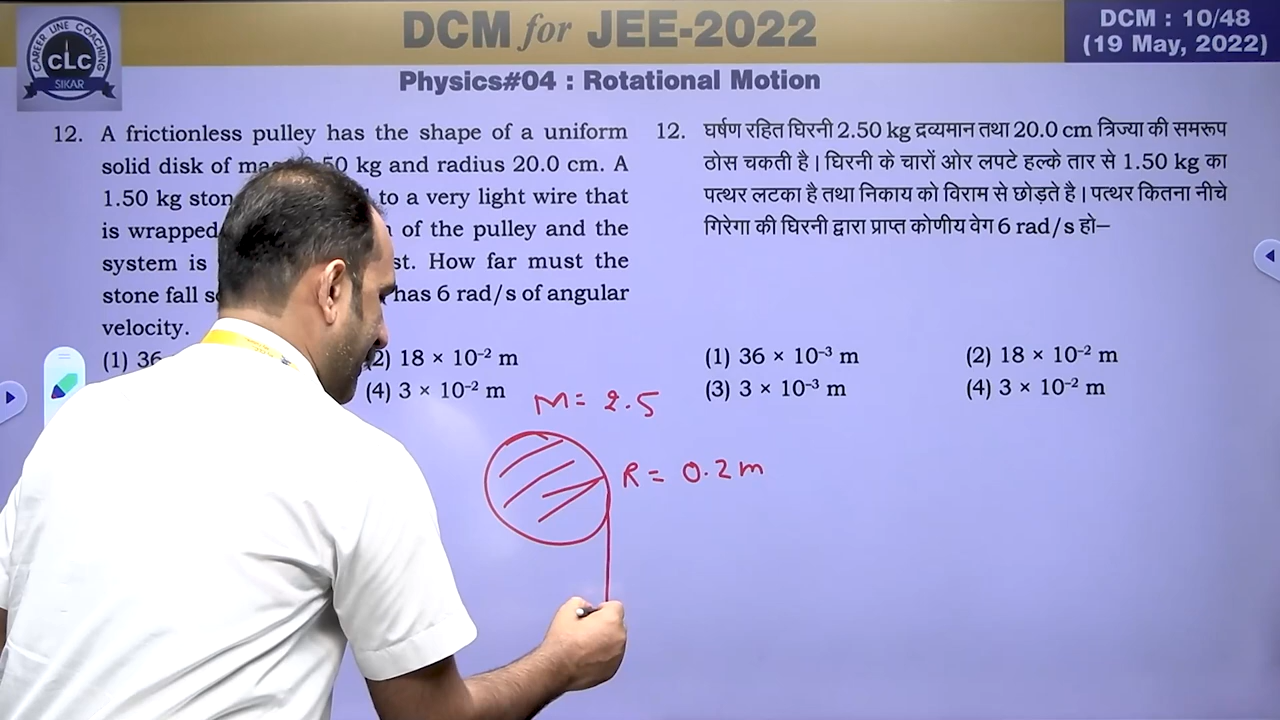 DCM for JEE-2022
DCM : 10/48
(19 May, 2022)
CAREER LINE COACHING
CLC
SIKAR
Physics#04 : Rotational Motion
12. A frictionless pulley has the shape of a uniform
solid disk of 50 kg and radius 20.0 cm. A
1.50 kg to a very light wire that
is wrapped of the pulley and the
system is How far must the
stone fall has 6 rad/s of angular
velocity.
(1) 36 (2) 18 × 10⁻² m
(4) 3 × 10⁻² m
12. घर्षण रहित घिरनी 2.50 kg द्रव्यमान तथा 20.0 cm त्रिज्या की समरूप
ठोस चकती है। घिरनी के चारों ओर लपटे हल्के तार से 1.50 kg का
पत्थर लटका है तथा निकाय को विराम से छोड़ते है। पत्थर कितना नीचे
गिरेगा की घिरनी द्वारा प्राप्त कोणीय वेग 6 rad/s हो–
(1) 36 × 10⁻³ m (2) 18 × 10⁻² m
(3) 3 × 10⁻³ m (4) 3 × 10⁻² m
M = 2.5
R = 0.2 m